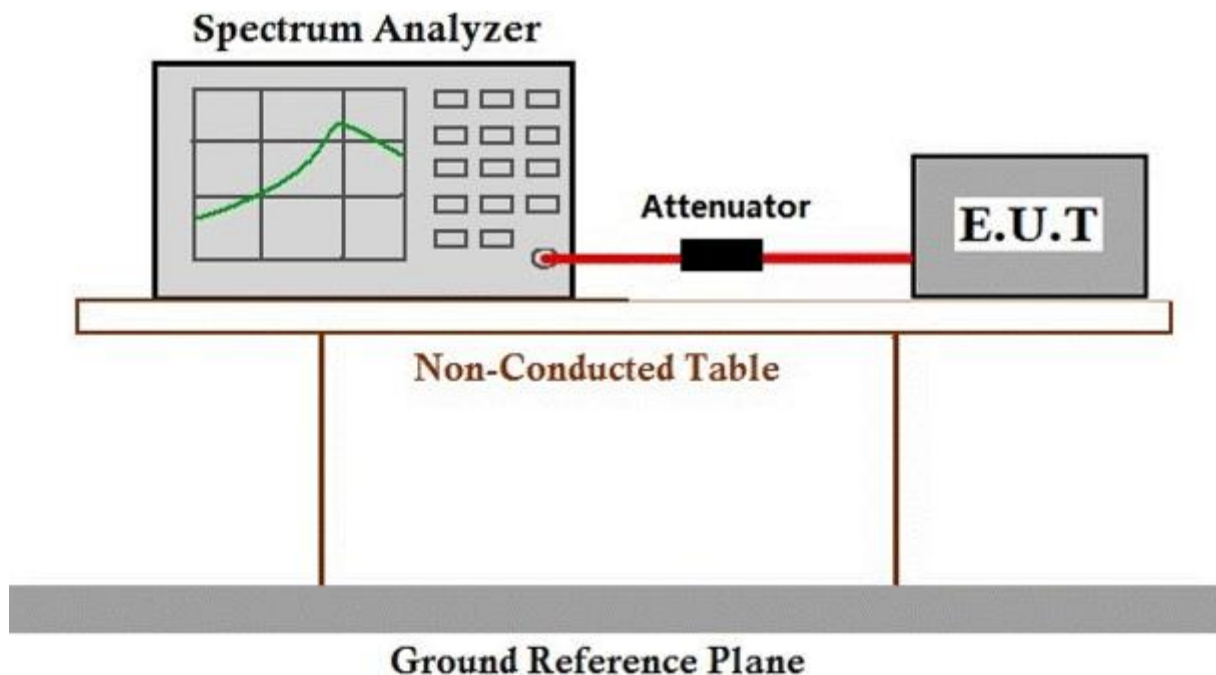 Spectrum Analyzer
Attenuator
E.U.T
Non-Conducted Table
Ground Reference Plane